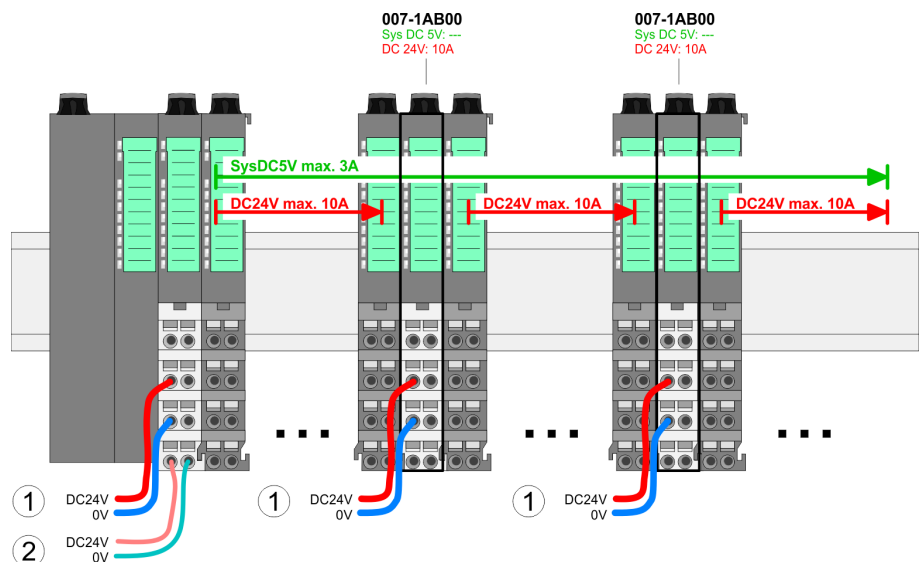 007-1AB00
Sys DC 5V: ---
DC 24V: 10A
007-1AB00
Sys DC 5V: ---
DC 24V: 10A
SysDC5V max. 3A
DC24V max. 10A
DC24V max. 10A
DC24V max. 10A
1
DC24V
0V
1
DC24V
0V
1
DC24V
0V
2
DC24V
0V